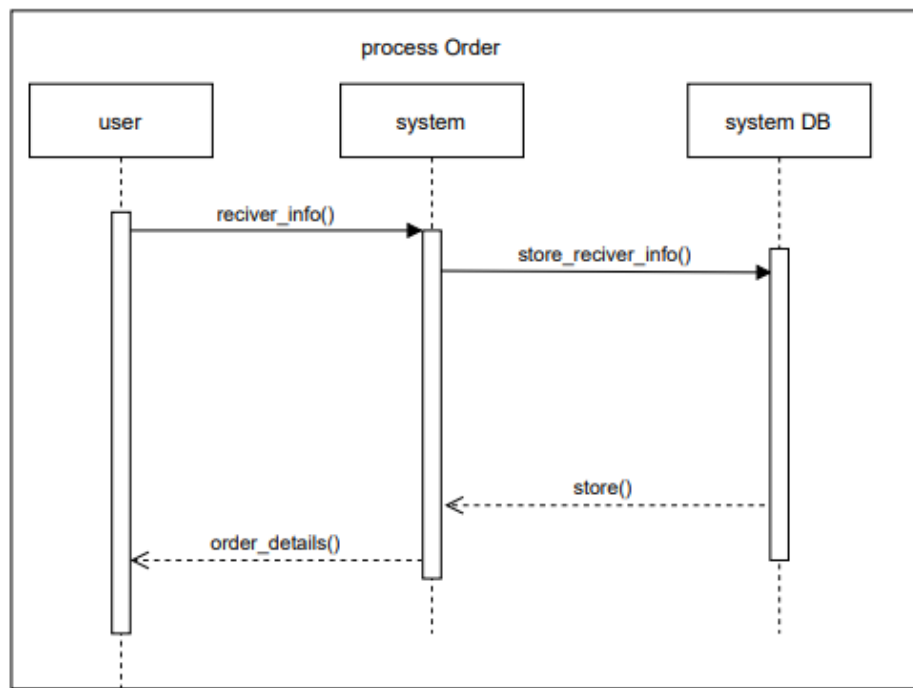 process Order
user
system
system DB
reciver_info()
store_reciver_info()
store()
order_details()